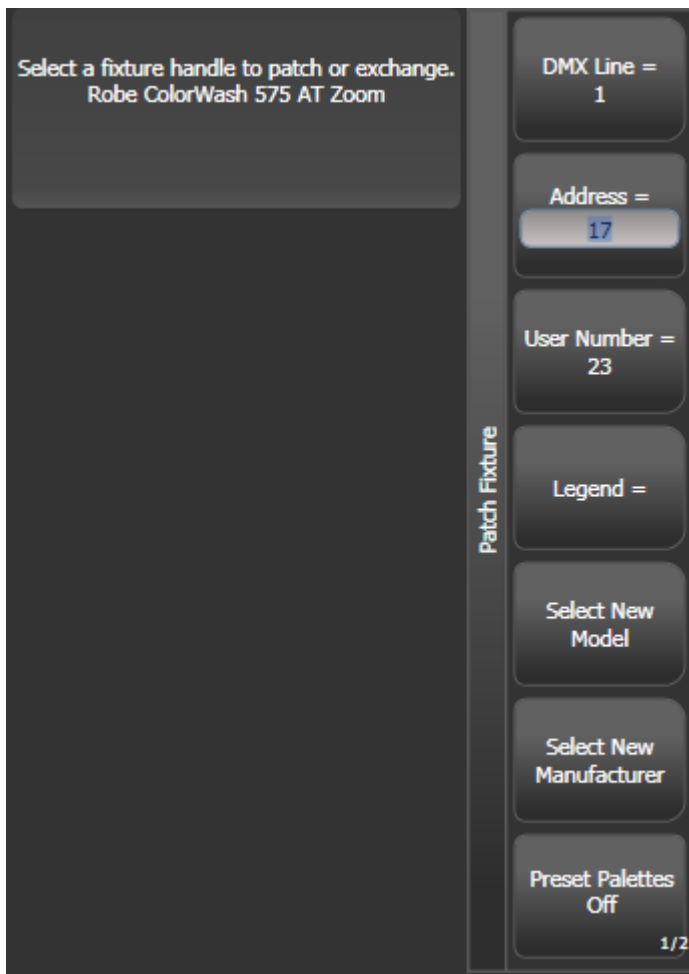 Select a fixture handle to patch or exchange.
Robe ColorWash 575 AT Zoom
Patch Fixture
DMX Line =
1
Address =
17
User Number =
23
Legend =
Select New
Model
Select New
Manufacturer
Preset Palettes
Off
1/2